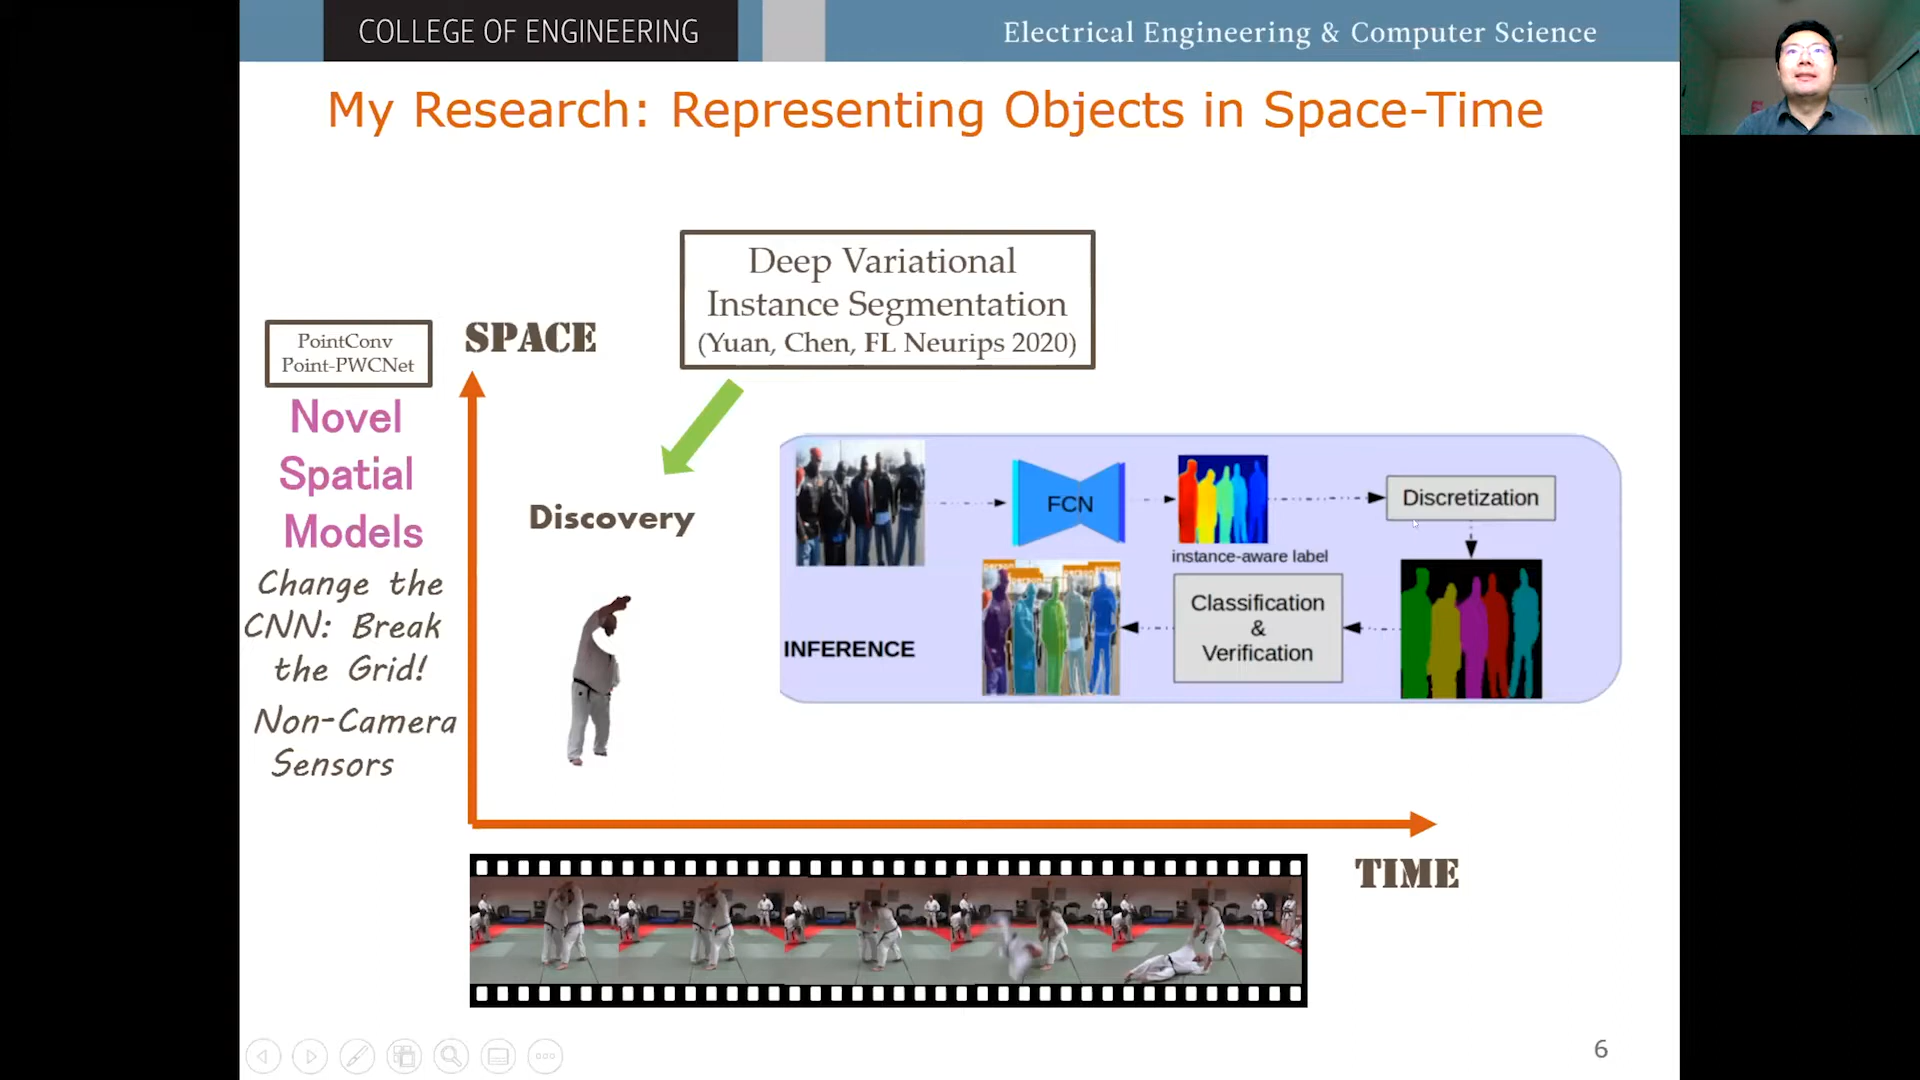 COLLEGE OF ENGINEERING
Electrical Engineering & Computer Science
My Research: Representing Objects in Space-Time
Deep Variational
Instance Segmentation
(Yuan, Chen, FL Neurips 2020)
PointConv
Point-PWCNet
SPACE
Novel
Spatial
Models
Change the
CNN: Break
the Grid!
Non-Camera
Sensors
Discovery
FCN
Discretization
instance-aware label
Classification
&
Verification
INFERENCE
TIME
6